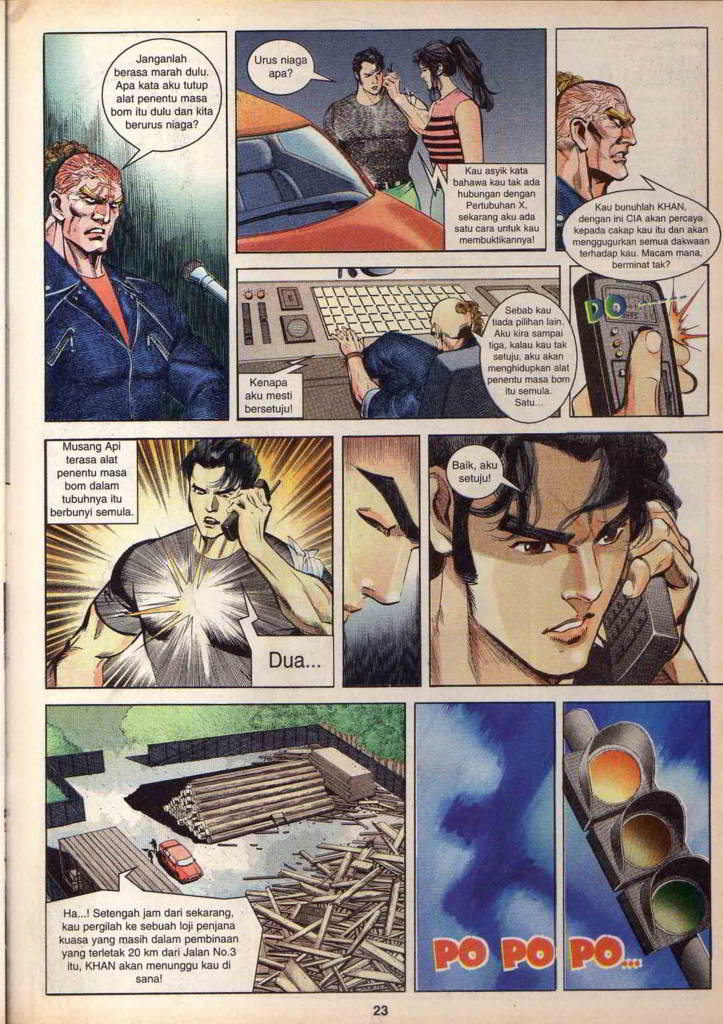 Janganlah
berasa marah dulu.
Apa kata aku tutup
alat penentu masa
bom itu dulu dan kita
berurus niaga?
Urus niaga
apa?
Kau asyik kata
bahawa kau tak ada
hubungan dengan
Pertubuhan X,
sekarang aku ada
satu cara untuk kau
membuktikannya!
Kau bunuhlah KHAN,
dengan ini CIA akan percaya
kepada cakap kau itu dan akan
menggugurkan semua dakwaan
terhadap kau. Macam mana,
berminat tak?
Kenapa
aku mesti
bersetuju!
Sebab kau
tiada pilihan lain.
Aku kira sampai
tiga, kalau kau tak
setuju, aku akan
menghidupkan alat
penentu masa bom
itu semula.
Satu...
DO
Musang Api
terasa alat
penentu masa
bom dalam
tubuhnya itu
berbunyi semula.
Dua...
Baik, aku
setuju!
Ha...! Setengah jam dari sekarang,
kau pergilah ke sebuah loji penjana
kuasa yang masih dalam pembinaan
yang terletak 20 km dari Jalan No.3
itu, KHAN akan menunggu kau di
sana!
PO PO PO...
23